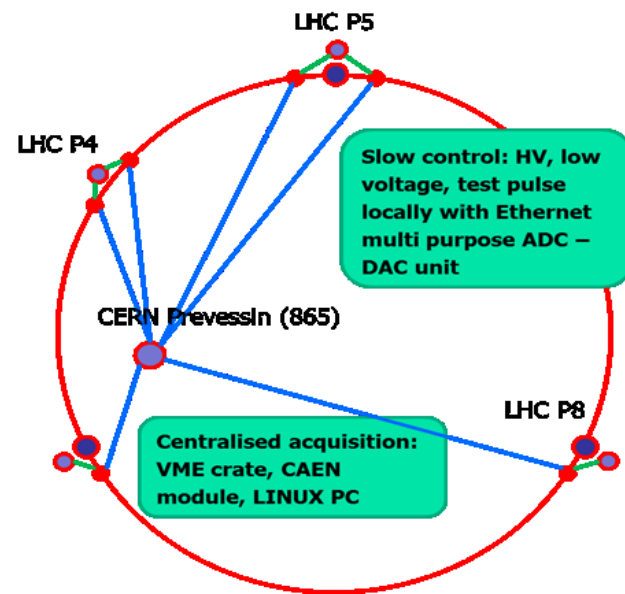 LHC P5
LHC P4
Slow control: HV, low
voltage, test pulse
locally with Ethernet
multi purpose ADC –
DAC unit
CERN Prevessin (865)
LHC P8
Centralised acquisition:
VME crate, CAEN
module, LINUX PC